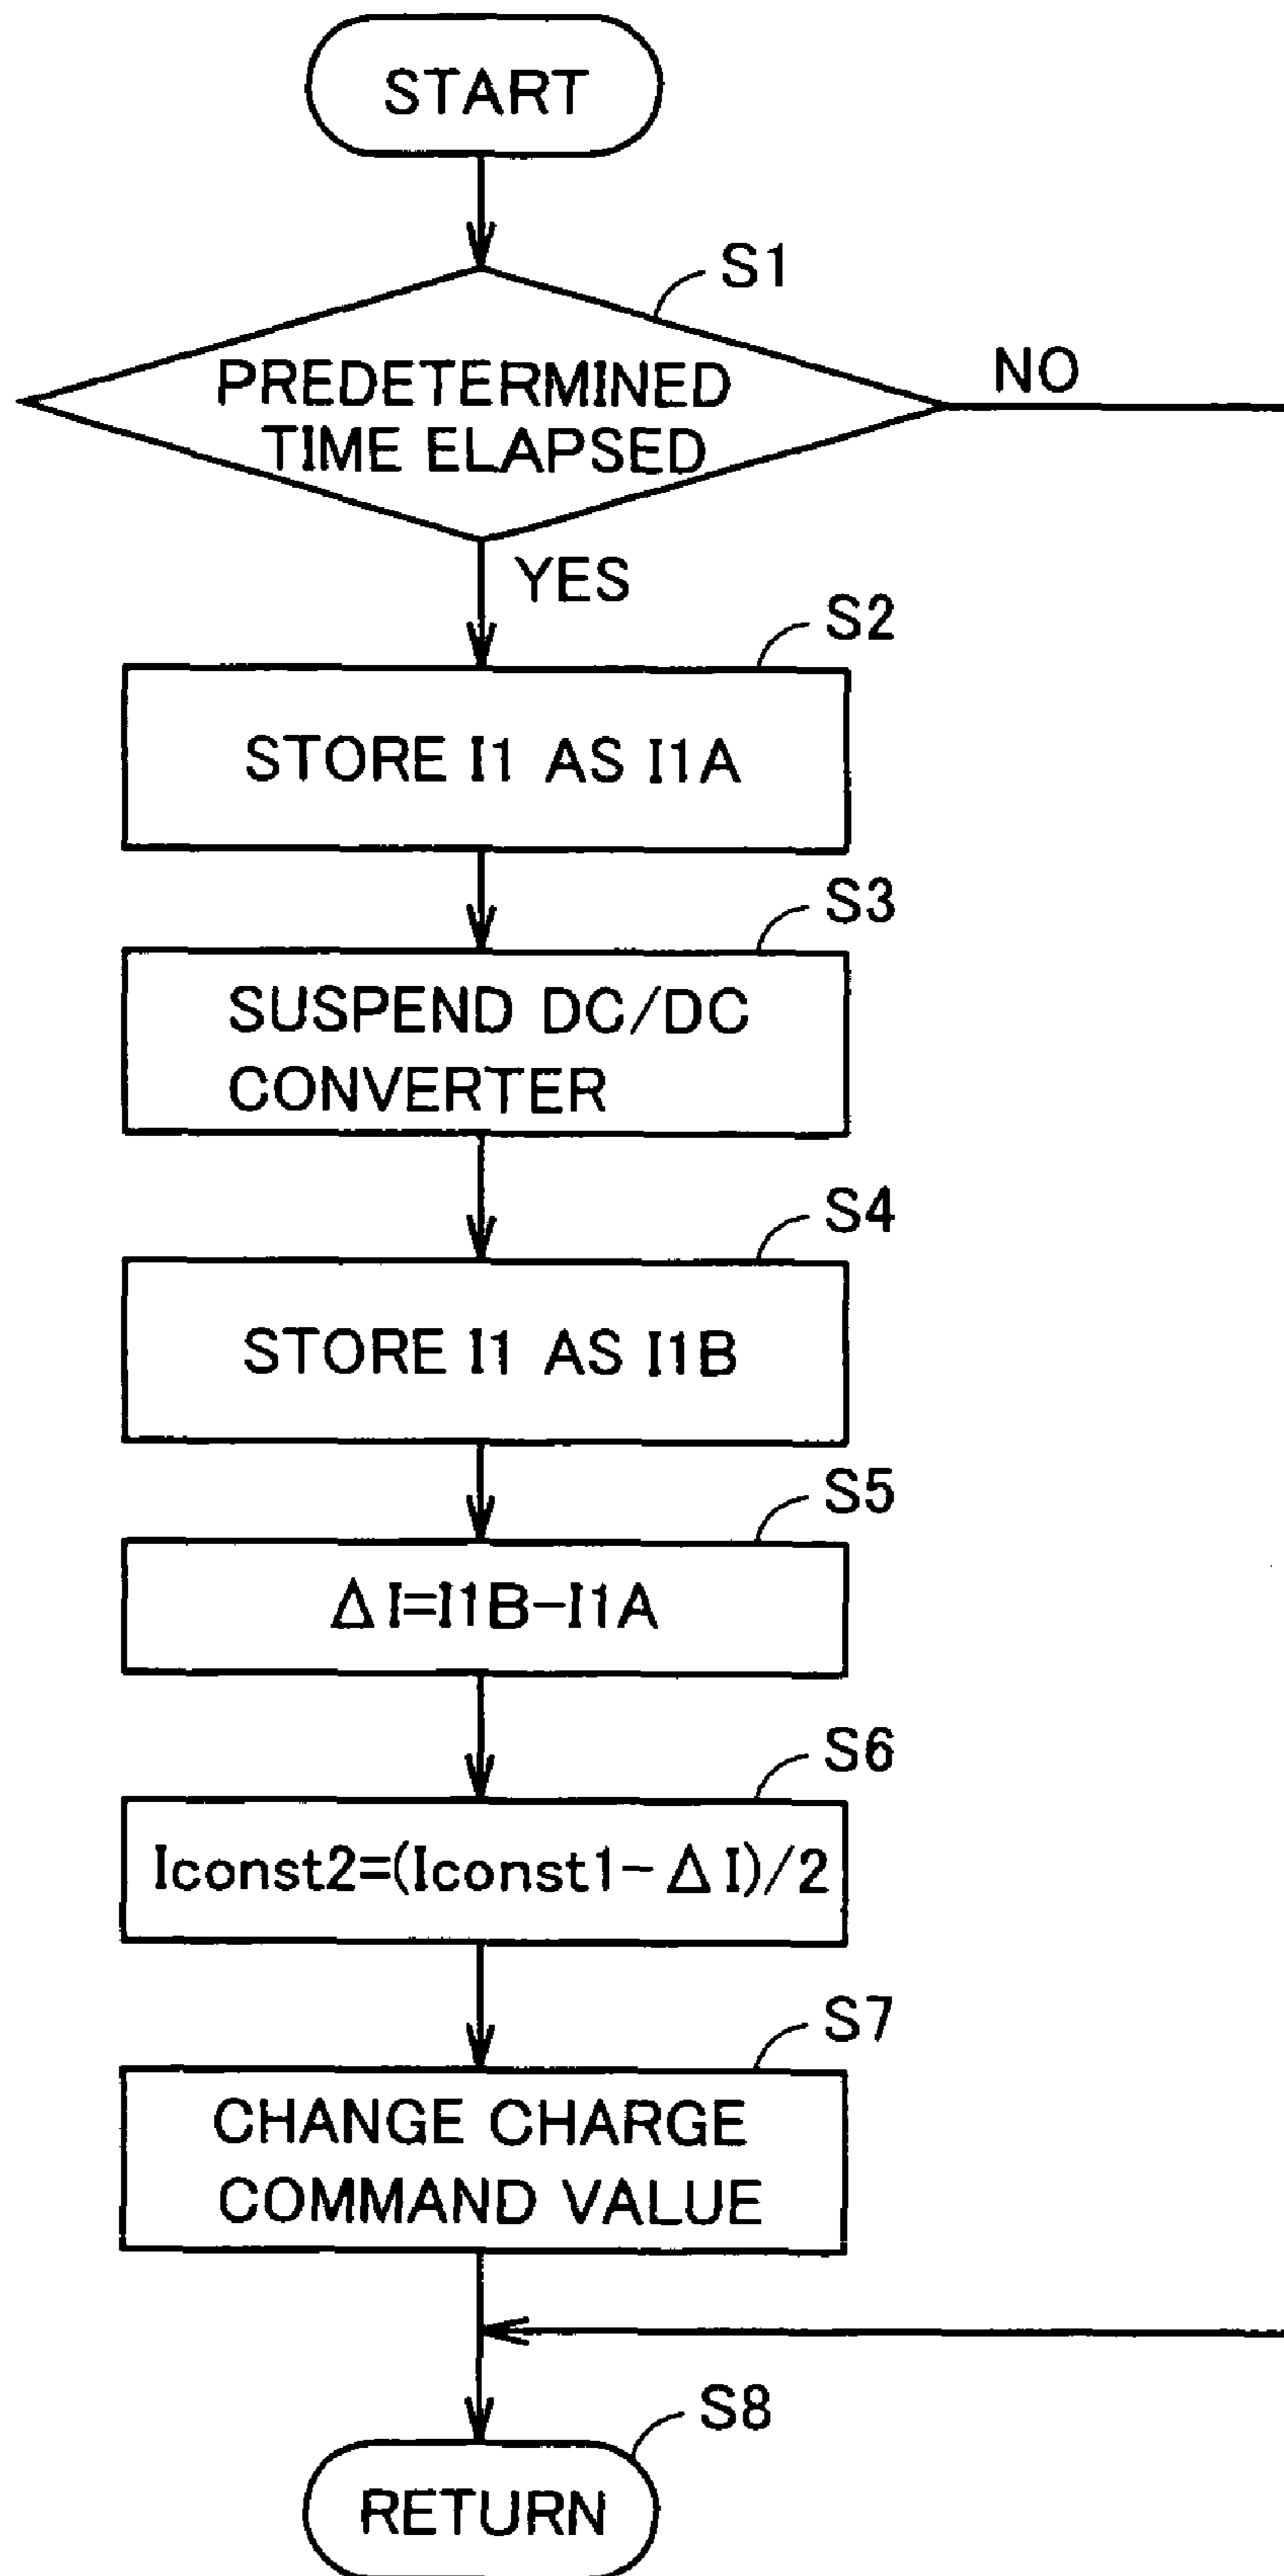 START
S1
PREDETERMINED
TIME ELAPSED
NO
YES
S2
STORE I1 AS I1A
S3
SUSPEND DC/DC
CONVERTER
S4
STORE I1 AS I1B
S5
ΔI=I1B-I1A
S6
Iconst2=(Iconst1-ΔI)/2
S7
CHANGE CHARGE
COMMAND VALUE
S8
RETURN